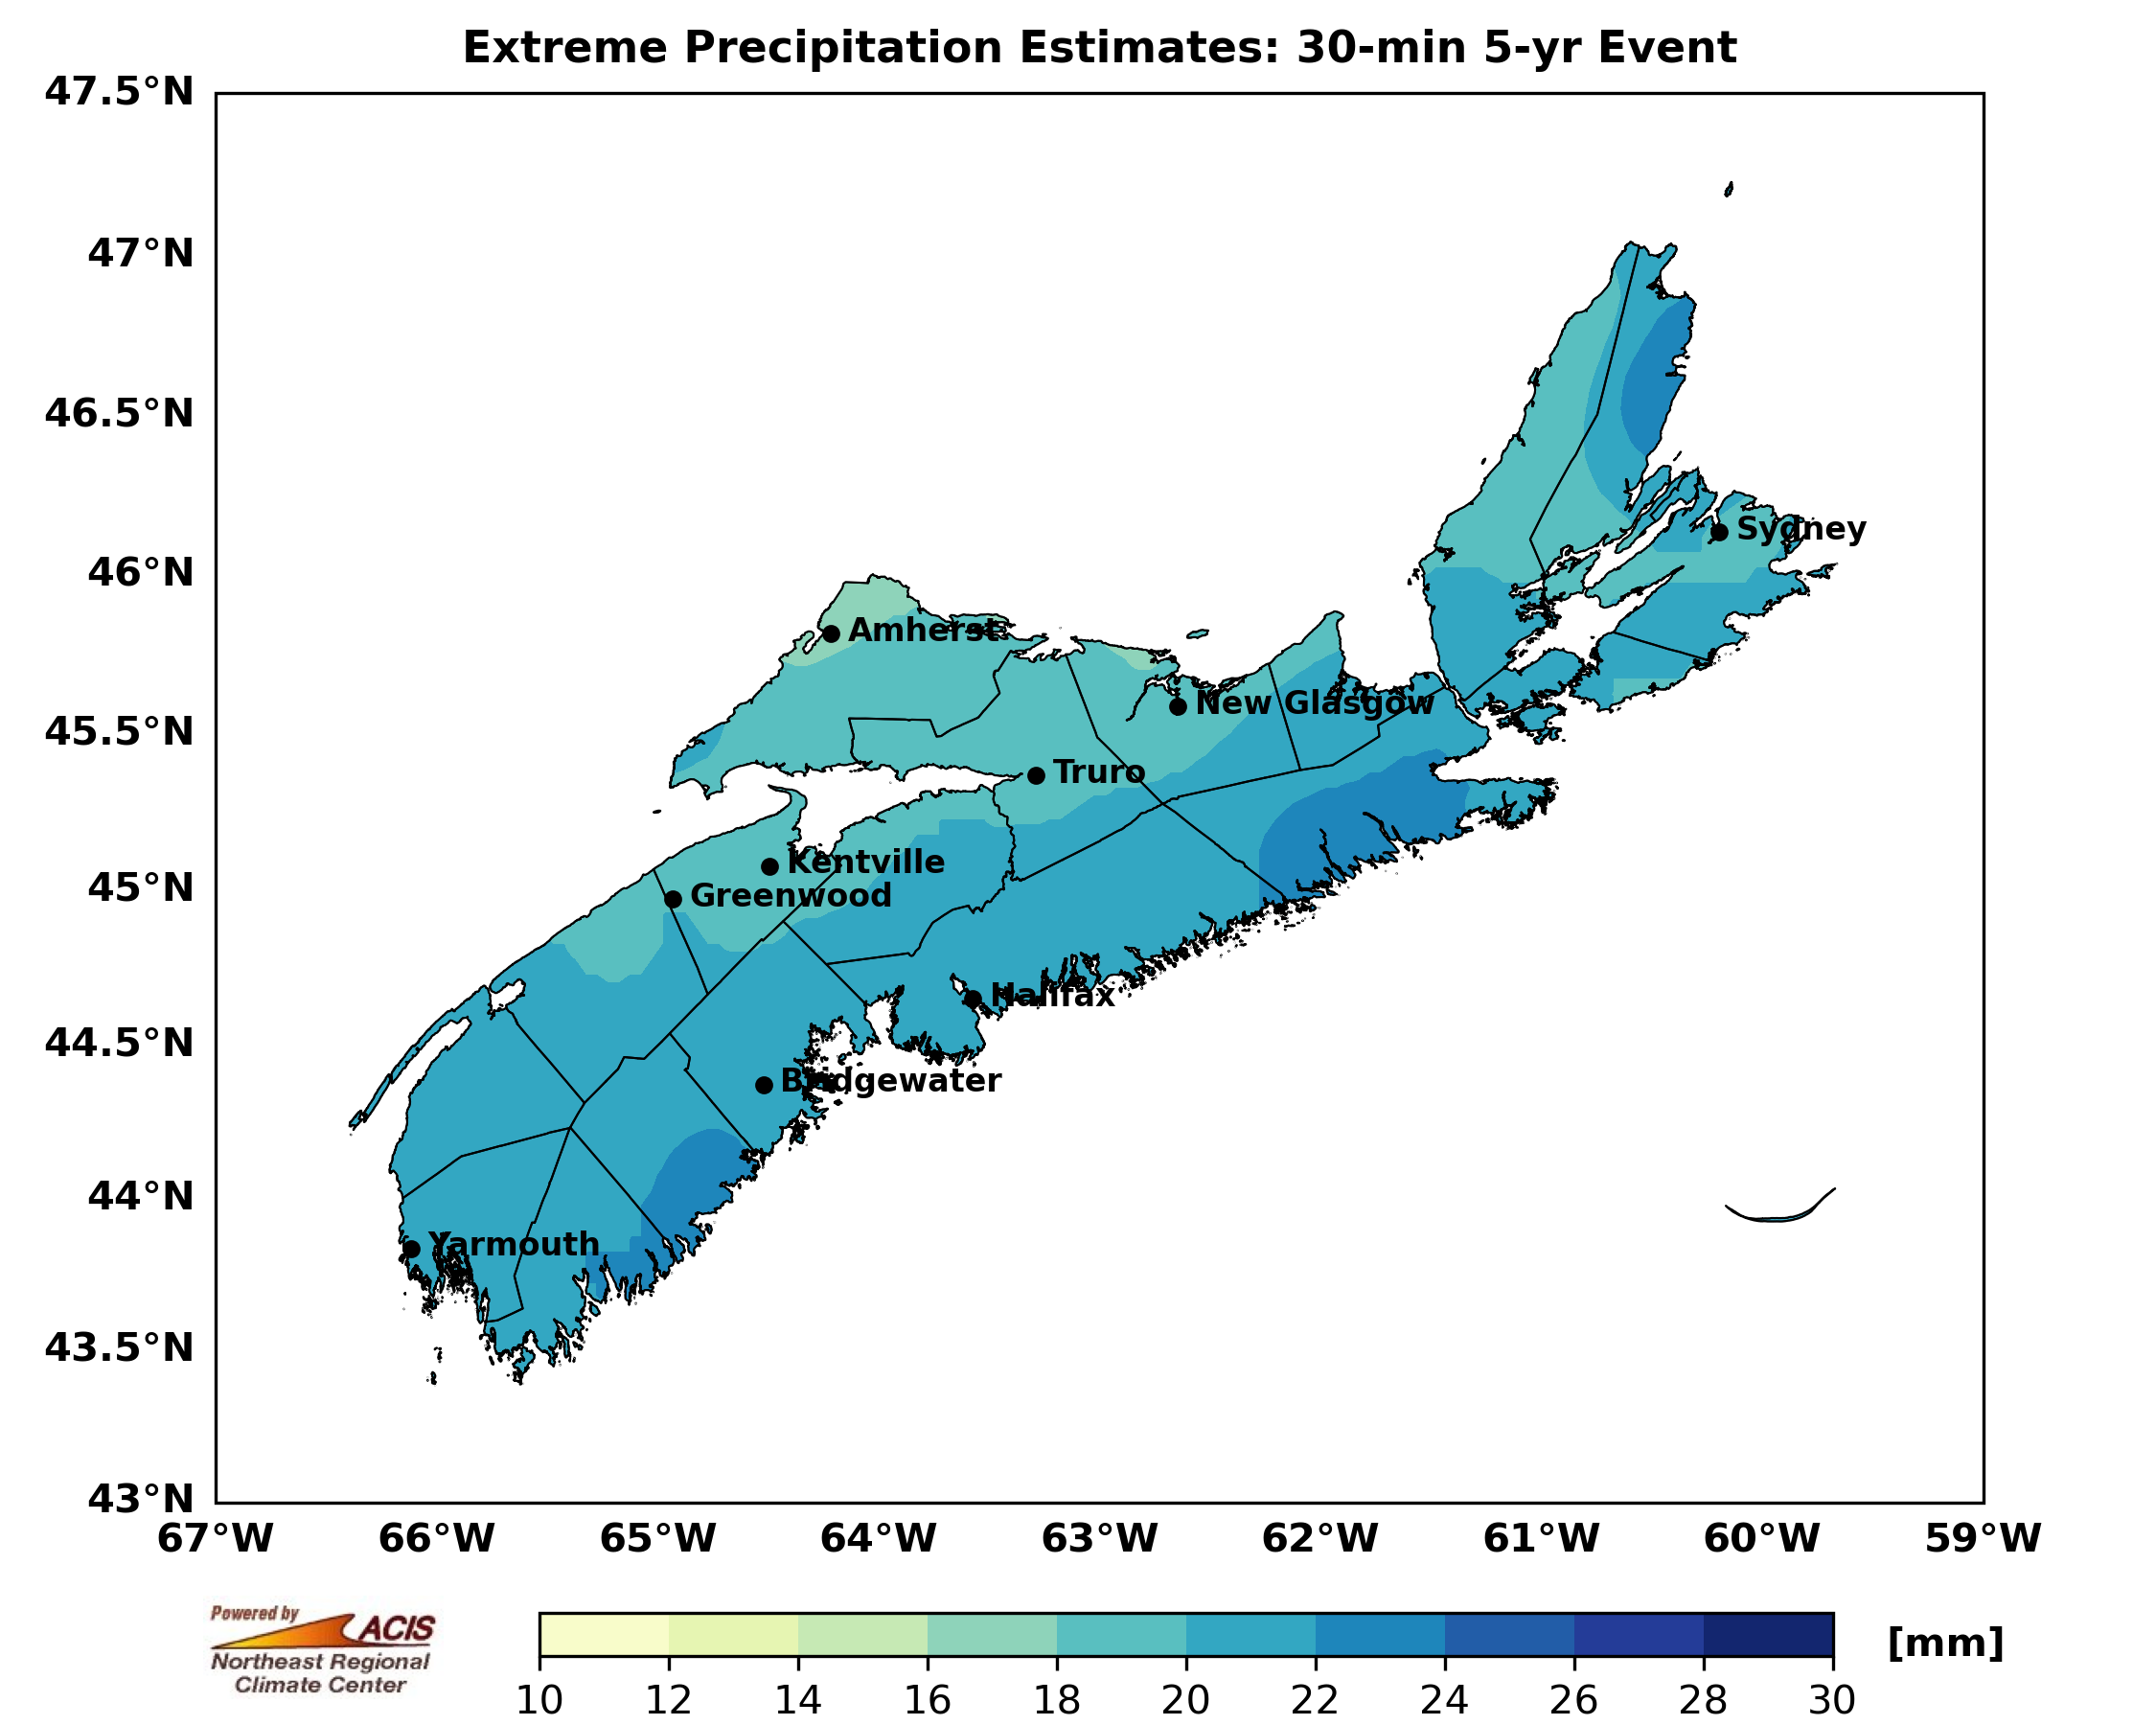 Extreme Precipitation Estimates: 30-min 5-yr Event
47.5°N
47°N
46.5°N
46°N
45.5°N
45°N
44.5°N
44°N
43.5°N
43°N
Sydney
Amherst
New Glasgow
Truro
Kentville
Greenwood
Halifax
Bridgewater
Yarmouth
67°W 66°W 65°W 64°W 63°W 62°W 61°W 60°W 59°W
Powered by
ACIS
Northeast Regional
Climate Center
[mm]
10 12 14 16 18 20 22 24 26 28 30